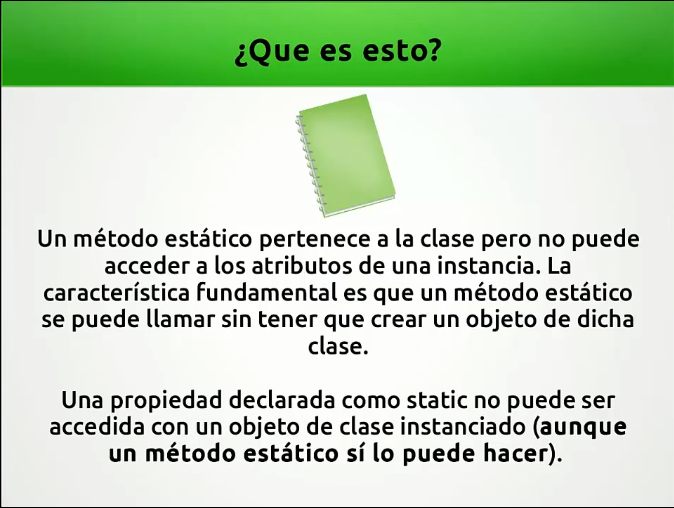 ¿Que es esto?
Un método estático pertenece a la clase pero no puede
acceder a los atributos de una instancia. La
característica fundamental es que un método estático
se puede llamar sin tener que crear un objeto de dicha
clase.
Una propiedad declarada como static no puede ser
accedida con un objeto de clase instanciado (aunque
un método estático sí lo puede hacer).